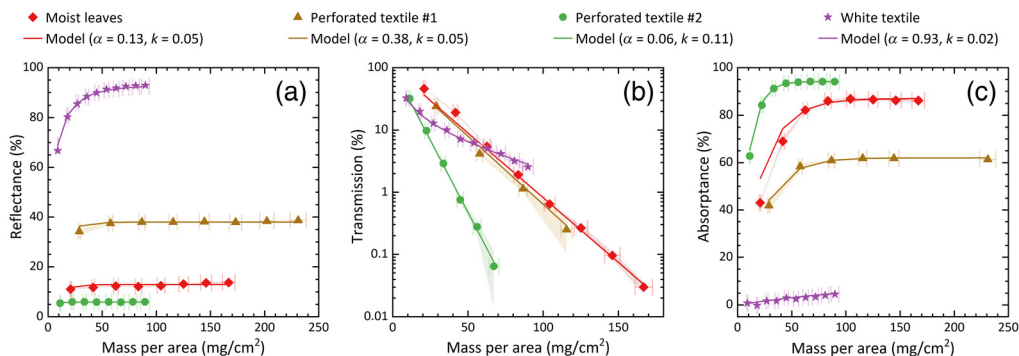 Moist leaves Perforated textile #1 Perforated textile #2 White textile
Model (α = 0.13, k = 0.05) Model (α = 0.38, k = 0.05) Model (α = 0.06, k = 0.11) Model (α = 0.93, k = 0.02)
(a)
Reflectance (%)
100
80
60
40
20
0
0 50 100 150 200 250
Mass per area (mg/cm²)
(b)
Transmission (%)
100
10
1
0.1
0.01
0 50 100 150
Mass per area (mg/cm²)
(c)
Absorptance (%)
100
80
60
40
20
0
0 50 100 150 200 250
Mass per area (mg/cm²)